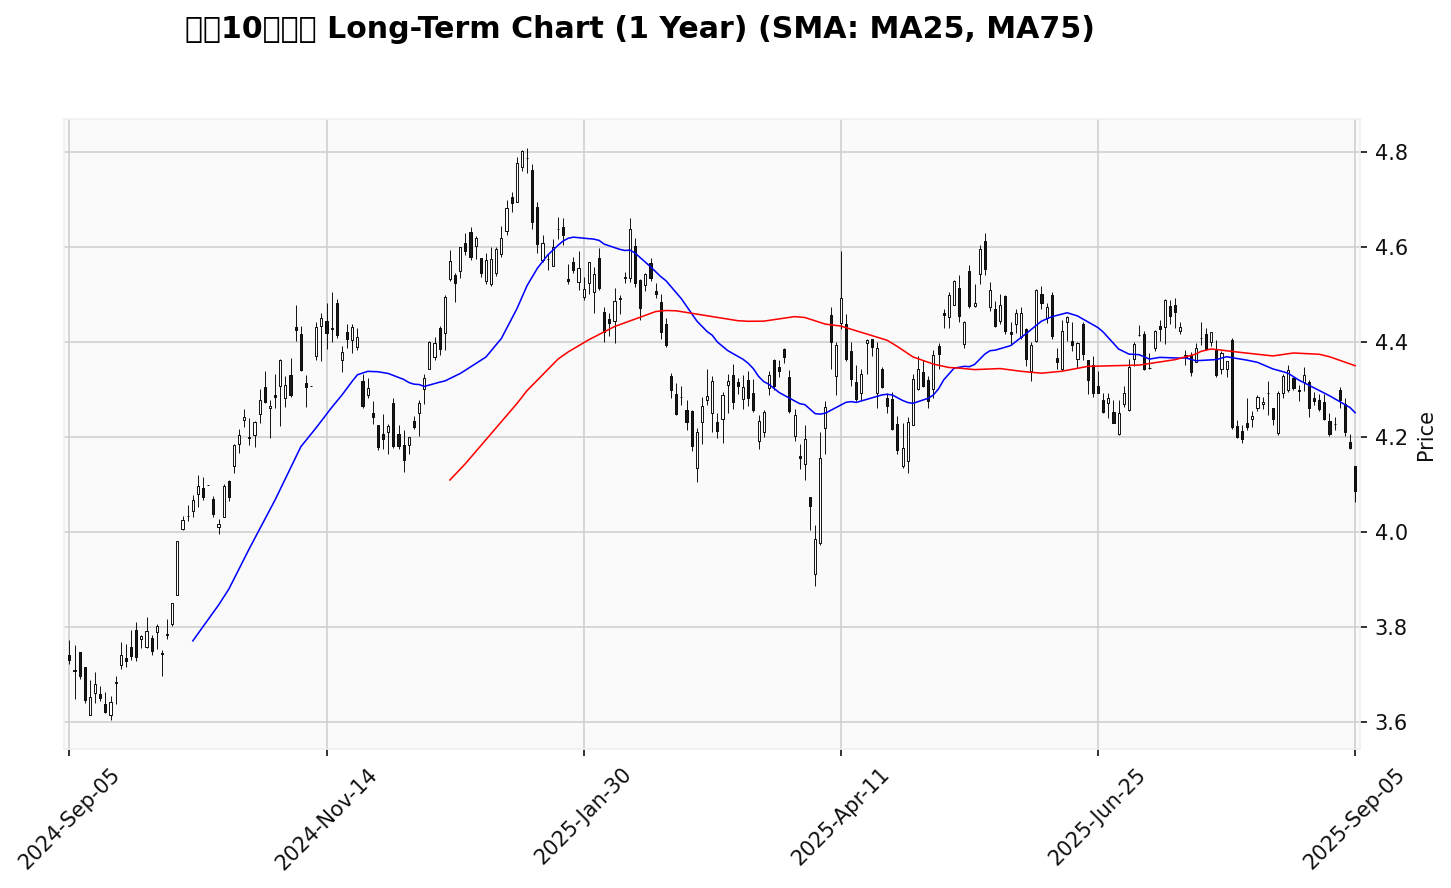 10 Long-Term Chart (1 Year) (SMA: MA25, MA75)
4.8
4.6
4.4
4.2
4.0
3.8
3.6
Price
2024-Sep-05
2024-Nov-14
2025-Jan-30
2025-Apr-11
2025-Jun-25
2025-Sep-05